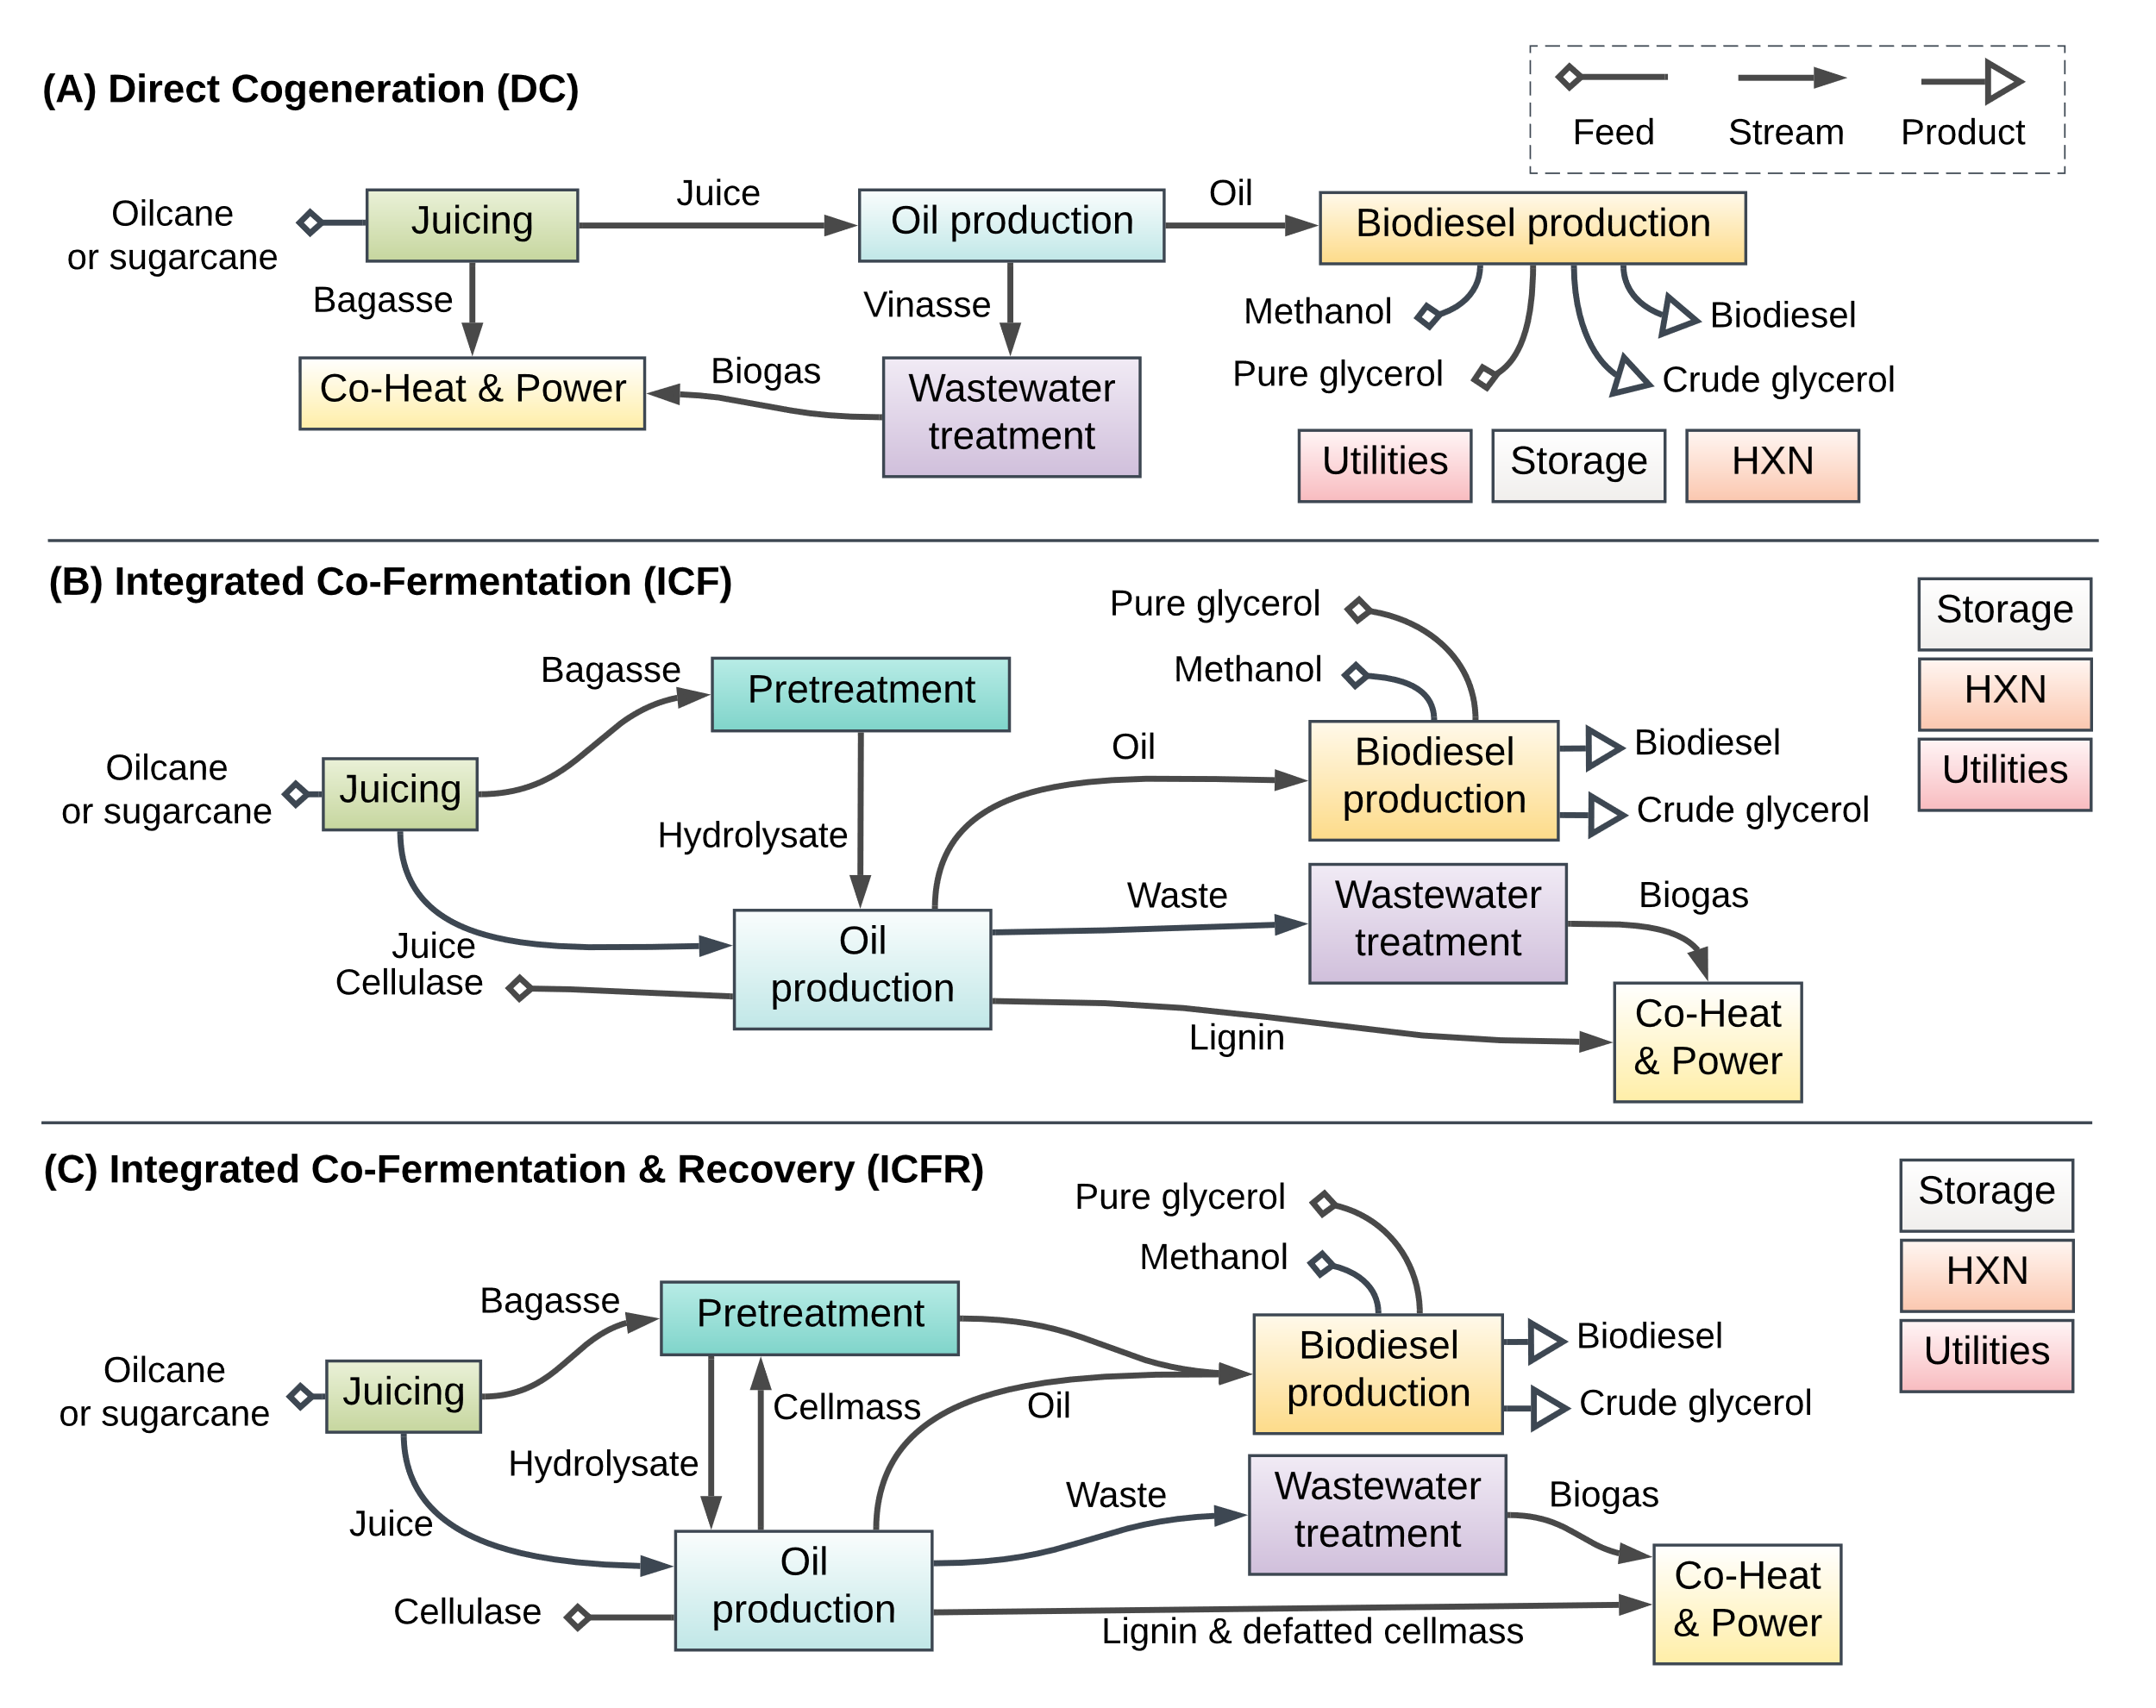 (A) Direct Cogeneration (DC)
Feed
Stream
Product
Oilcane
or sugarcane
Juicing
Juice
Oil production
Oil
Biodiesel production
Bagasse
Vinasse
Methanol
Biodiesel
Pure glycerol
Crude glycerol
Co-Heat & Power
Biogas
Wastewater
treatment
Utilities
Storage
HXN
(B) Integrated Co-Fermentation (ICF)
Pure glycerol
Methanol
Storage
HXN
Utilities
Bagasse
Pretreatment
Oilcane
or sugarcane
Juicing
Oil
Biodiesel
production
Biodiesel
Crude glycerol
Hydrolysate
Juice
Cellulase
Oil
production
Waste
Wastewater
treatment
Biogas
Lignin
Co-Heat
& Power
(C) Integrated Co-Fermentation & Recovery (ICFR)
Pure glycerol
Methanol
Storage
HXN
Utilities
Bagasse
Pretreatment
Oilcane
or sugarcane
Juicing
Cellmass
Oil
Biodiesel
production
Biodiesel
Crude glycerol
Hydrolysate
Juice
Cellulase
Oil
production
Waste
Wastewater
treatment
Biogas
Lignin & defatted cellmass
Co-Heat
& Power